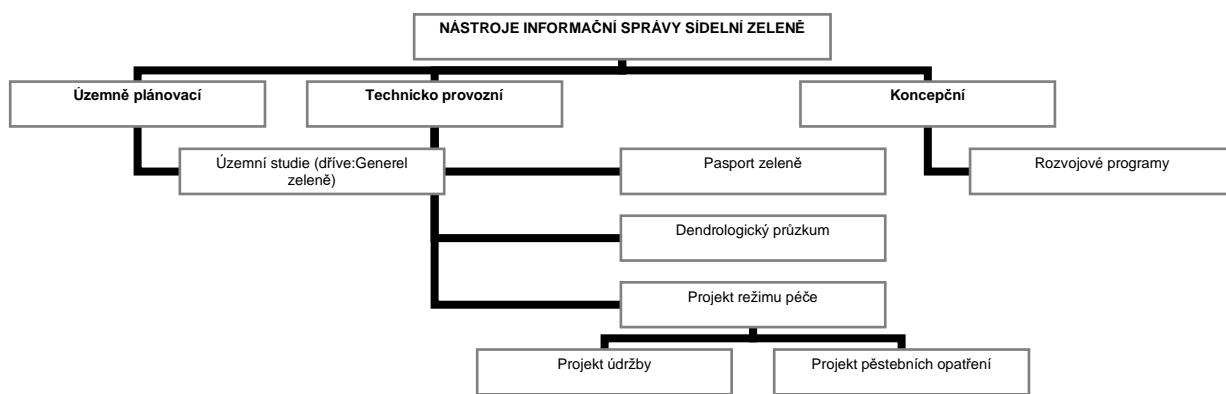 NÁSTROJE INFORMAČNÍ SPRÁVY SÍDELNÍ ZELENĚ
Územně plánovací
Technicko provozní
Koncepční
Územní studie (dříve:Generel
zeleně)
Pasport zeleně
Rozvojové programy
Dendrologický průzkum
Projekt režimu péče
Projekt údržby
Projekt pěstebních opatření